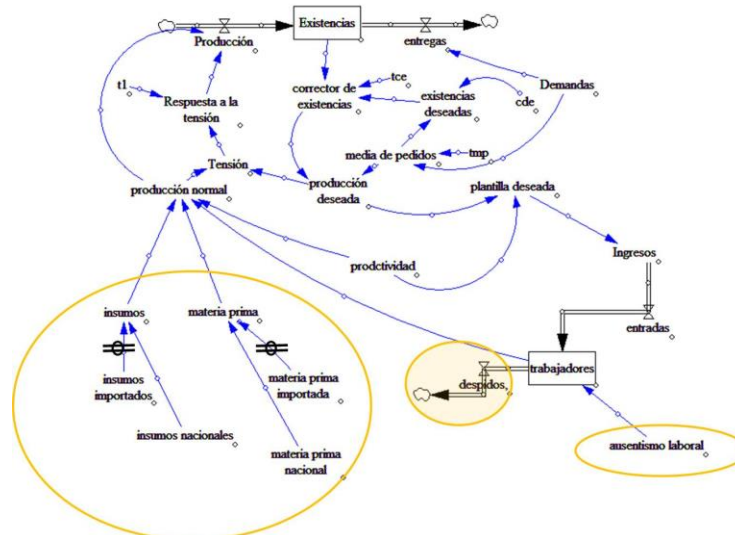 Existencias
Producción
entregas
t1
Respuesta a la
tensión
corrector de
existencias
tce
existencias
deseadas
cde
Demandas
Tensión
media de pedidos
tmp
producción normal
producción
deseada
plantilla deseada
prodctividad
Ingresos
insumos
materia prima
entradas
insumos
importados
materia prima
importada
despidos,
trabajadores
insumos nacionales
materia prima
nacional
ausentismo laboral